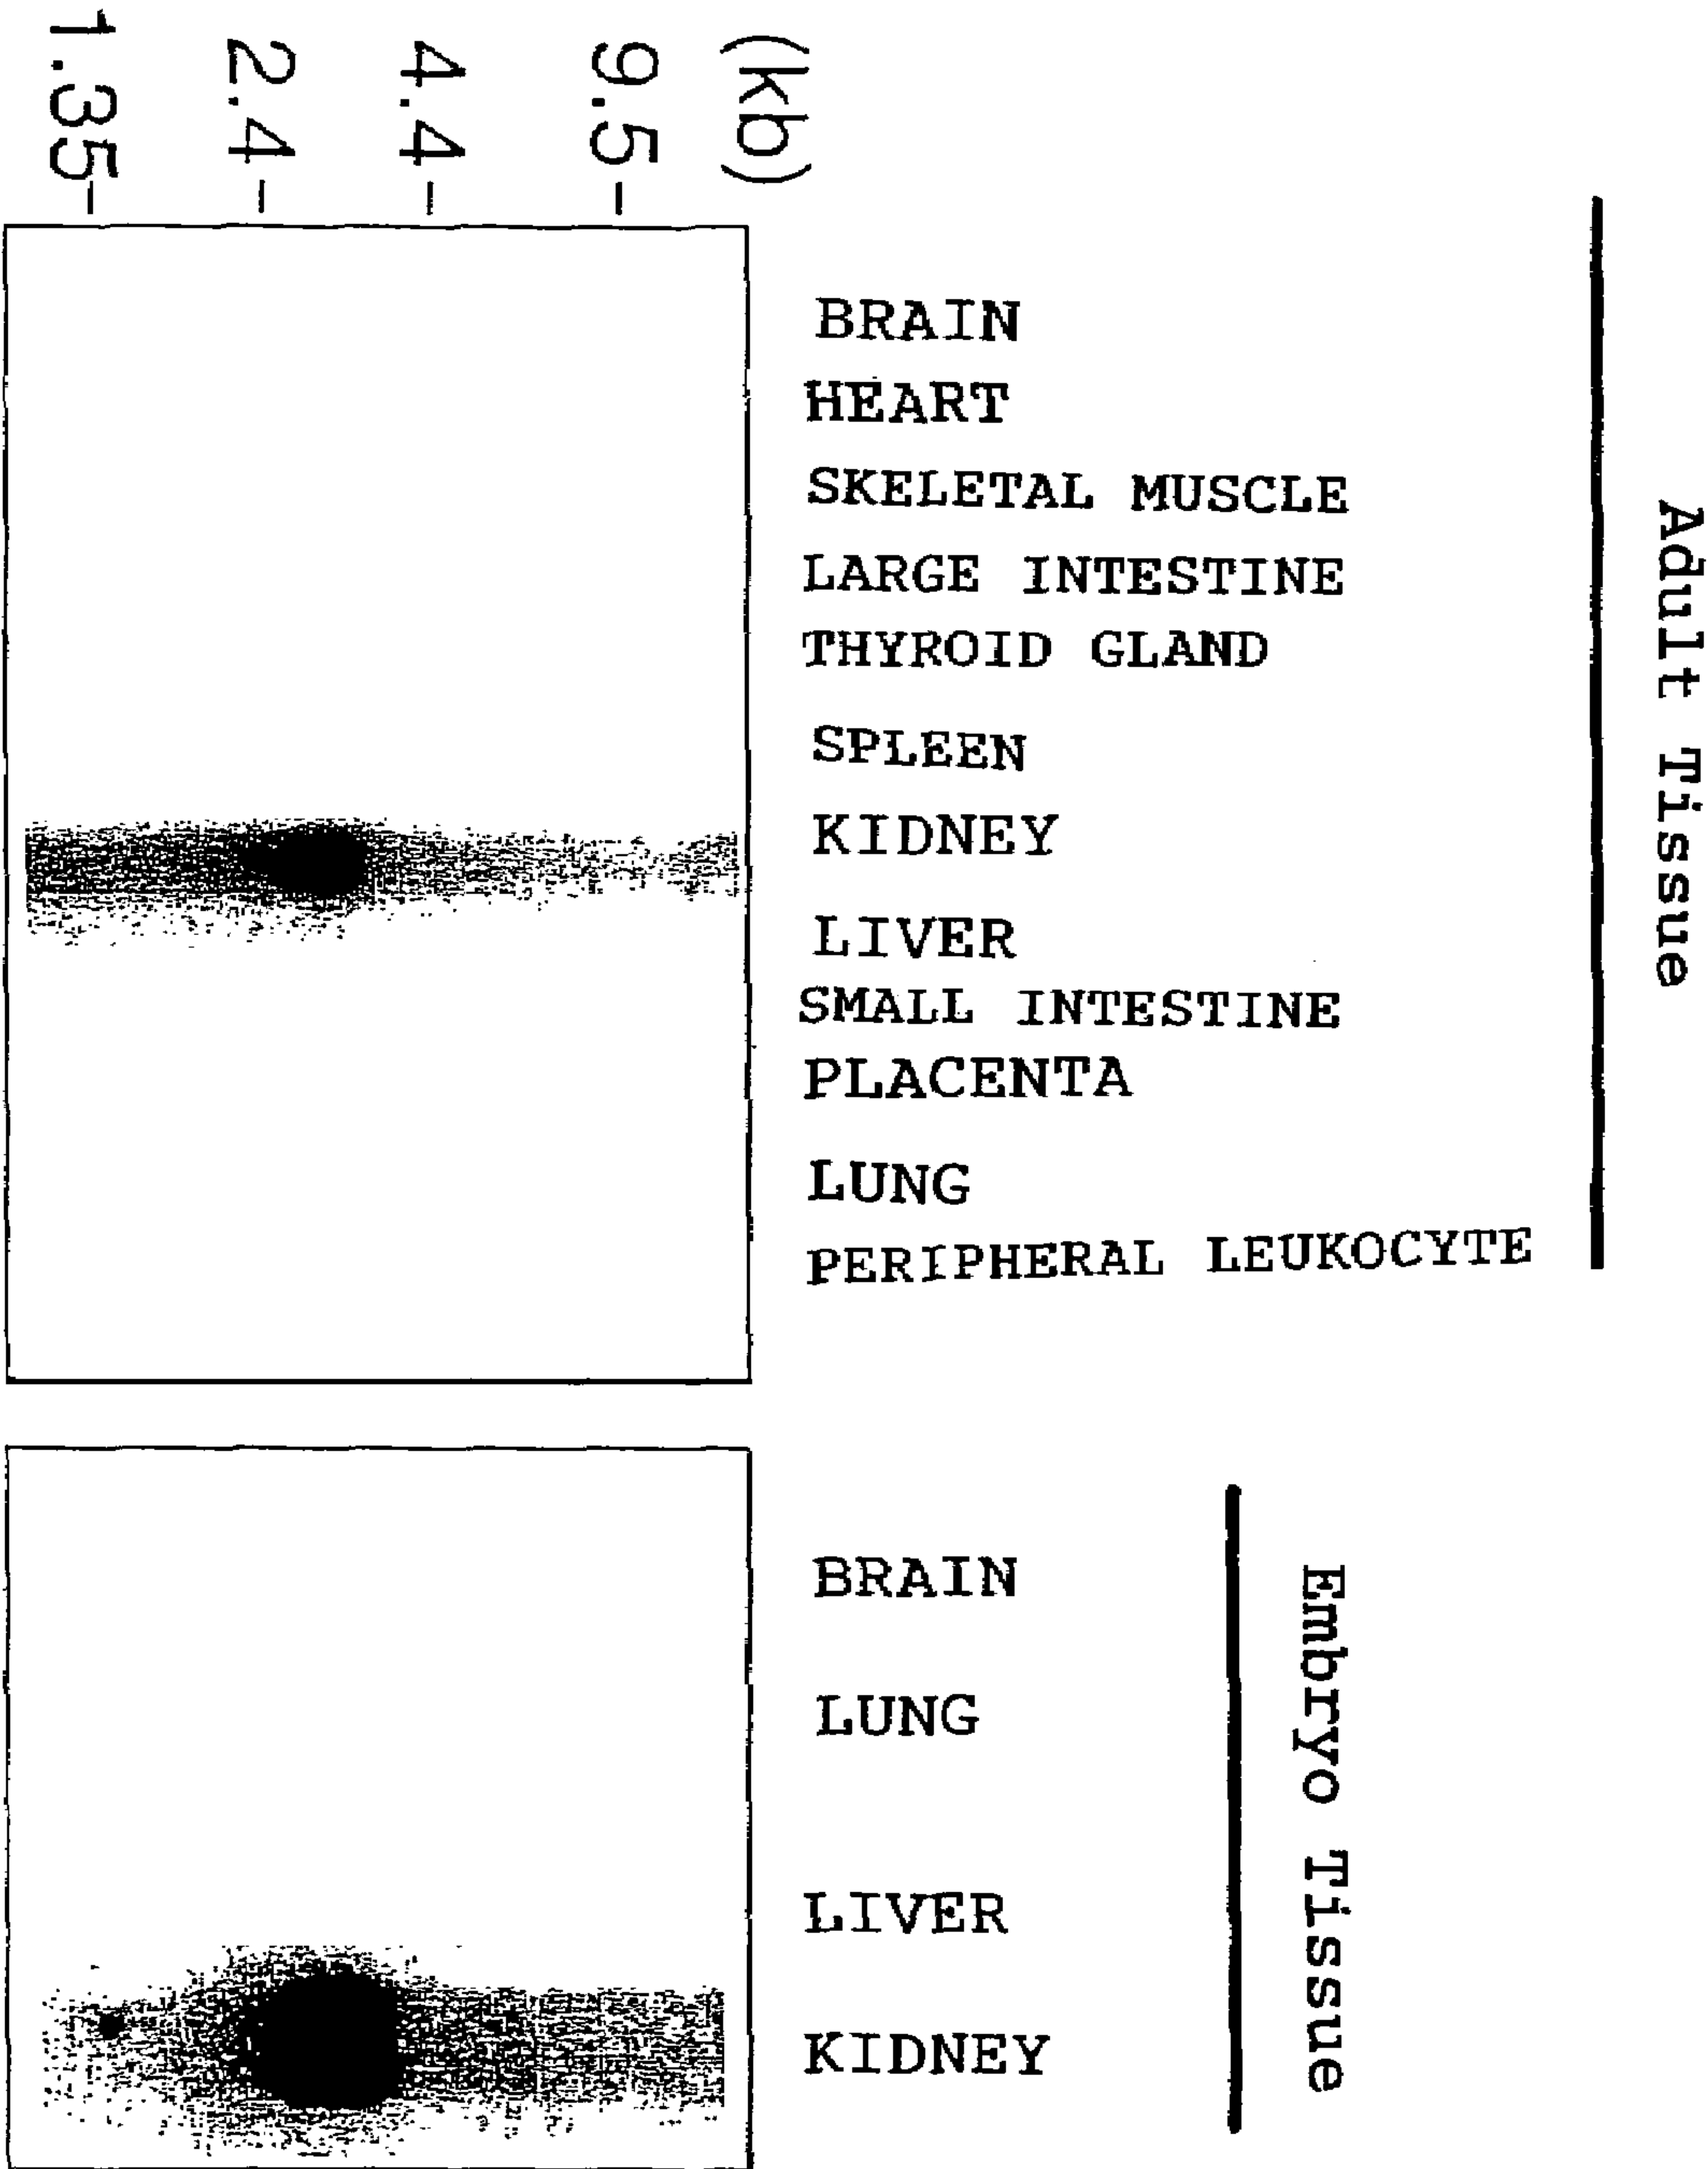 (kb)
9.5-
4.4-
2.4-
1.35-
Adult Tissue
BRAIN
HEART
SKELETAL MUSCLE
LARGE INTESTINE
THYROID GLAND
SPLEEN
KIDNEY
LIVER
SMALL INTESTINE
PLACENTA
LUNG
PERIPHERAL LEUKOCYTE
Embryo Tissue
BRAIN
LUNG
LIVER
KIDNEY